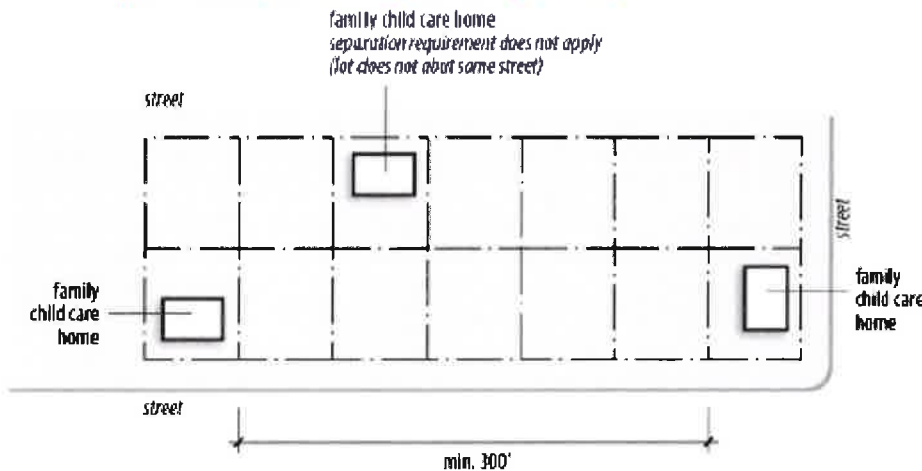 family child care home
separation requirement does not apply
(lot does not abut same street)
street
street
family
child care
home
family
child care
home
street
min. 300'